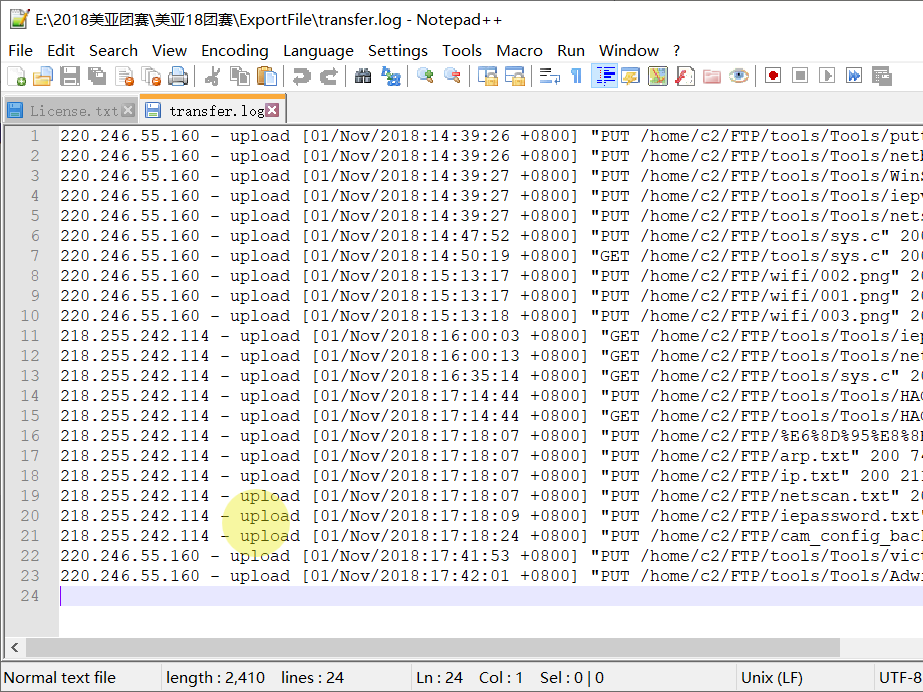 E:\2018美亚团赛\美亚18团赛\ExportFile\transfer.log - Notepad++
File Edit Search View Encoding Language Settings Tools Macro Run Window ?
License.txt transfer.log
1 220.246.55.160 - upload [01/Nov/2018:14:39:26 +0800] "PUT /home/c2/FTP/tools/Tools/putt
2 220.246.55.160 - upload [01/Nov/2018:14:39:26 +0800] "PUT /home/c2/FTP/tools/Tools/net
3 220.246.55.160 - upload [01/Nov/2018:14:39:27 +0800] "PUT /home/c2/FTP/tools/Tools/WinS
4 220.246.55.160 - upload [01/Nov/2018:14:39:27 +0800] "PUT /home/c2/FTP/tools/Tools/iepv
5 220.246.55.160 - upload [01/Nov/2018:14:39:27 +0800] "PUT /home/c2/FTP/tools/Tools/nets
6 220.246.55.160 - upload [01/Nov/2018:14:47:52 +0800] "PUT /home/c2/FTP/tools/sys.c" 200
7 220.246.55.160 - upload [01/Nov/2018:14:50:19 +0800] "GET /home/c2/FTP/tools/sys.c" 200
8 220.246.55.160 - upload [01/Nov/2018:15:13:17 +0800] "PUT /home/c2/FTP/wifi/002.png" 20
9 220.246.55.160 - upload [01/Nov/2018:15:13:17 +0800] "PUT /home/c2/FTP/wifi/001.png" 20
10 220.246.55.160 - upload [01/Nov/2018:15:13:18 +0800] "PUT /home/c2/FTP/wifi/003.png" 20
11 218.255.242.114 - upload [01/Nov/2018:16:00:03 +0800] "GET /home/c2/FTP/tools/Tools/iep
12 218.255.242.114 - upload [01/Nov/2018:16:00:13 +0800] "GET /home/c2/FTP/tools/Tools/net
13 218.255.242.114 - upload [01/Nov/2018:16:35:14 +0800] "GET /home/c2/FTP/tools/sys.c" 20
14 218.255.242.114 - upload [01/Nov/2018:17:14:44 +0800] "PUT /home/c2/FTP/tools/Tools/HAC
15 218.255.242.114 - upload [01/Nov/2018:17:14:44 +0800] "GET /home/c2/FTP/tools/Tools/HAC
16 218.255.242.114 - upload [01/Nov/2018:17:18:07 +0800] "PUT /home/c2/FTP/%E6%8D%95%E8%8
17 218.255.242.114 - upload [01/Nov/2018:17:18:07 +0800] "PUT /home/c2/FTP/arp.txt" 200 74
18 218.255.242.114 - upload [01/Nov/2018:17:18:07 +0800] "PUT /home/c2/FTP/ip.txt" 200 211
19 218.255.242.114 - upload [01/Nov/2018:17:18:07 +0800] "PUT /home/c2/FTP/netscan.txt" 20
20 218.255.242.114 - upload [01/Nov/2018:17:18:09 +0800] "PUT /home/c2/FTP/iepassword.txt"
21 218.255.242.114 - upload [01/Nov/2018:17:18:24 +0800] "PUT /home/c2/FTP/cam_config_bac
22 220.246.55.160 - upload [01/Nov/2018:17:41:53 +0800] "PUT /home/c2/FTP/tools/Tools/vict
23 220.246.55.160 - upload [01/Nov/2018:17:42:01 +0800] "PUT /home/c2/FTP/tools/Tools/Adw
24
Normal text file length : 2,410 lines : 24 Ln : 24 Col : 1 Sel : 0 | 0 Unix (LF) UTF-8